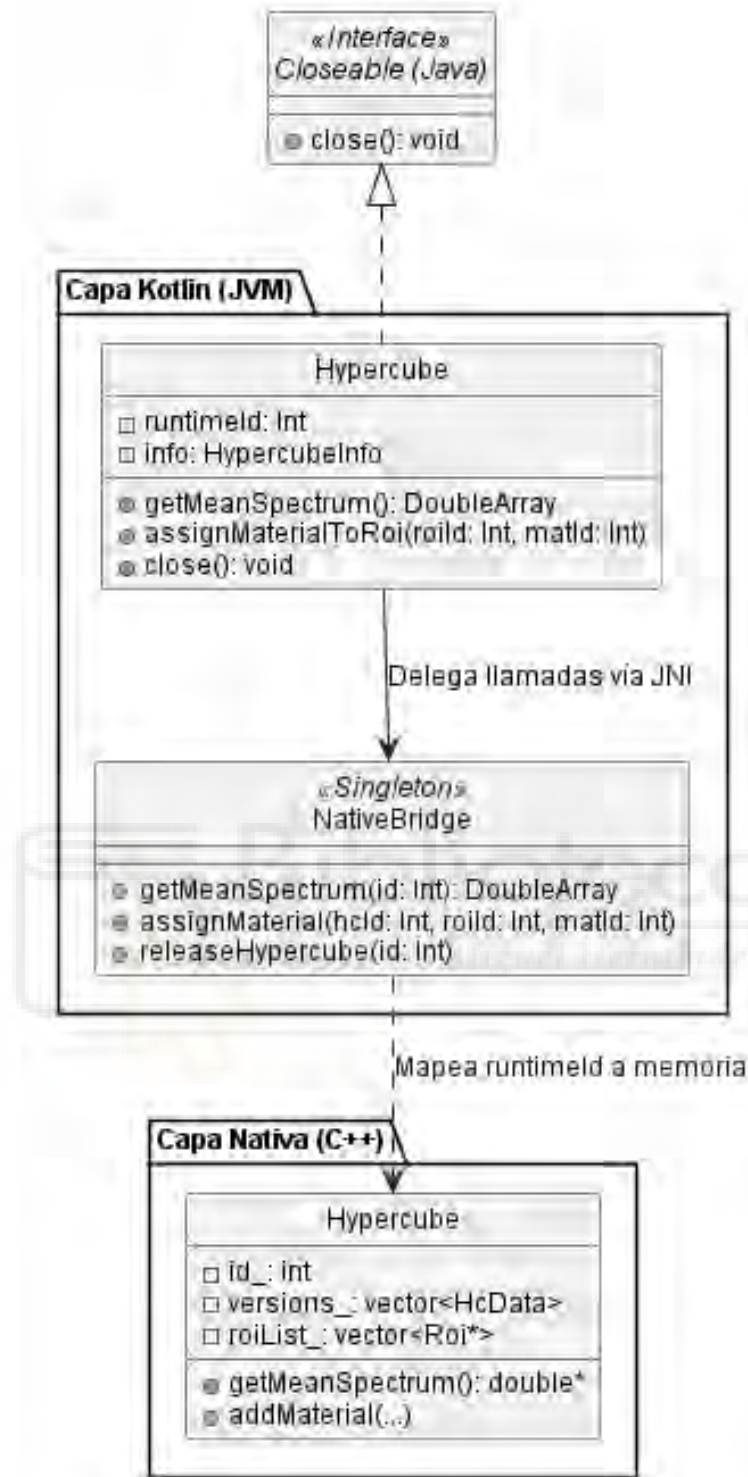 «Interface»
Closeable (Java)
close(): void
Capa Kotlin (JVM)
Hypercube
runtimeId: Int
info: HypercubeInfo
getMeanSpectrum(): DoubleArray
assignMaterialToRoi(roiId: Int, matId: Int)
close(): void
Delega llamadas vía JNI
«Singleton»
NativeBridge
getMeanSpectrum(id: Int): DoubleArray
assignMaterial(hcId: Int, roiId: Int, matId: Int)
releaseHypercube(id: Int)
Mapea runtimeId a memoria
Capa Nativa (C++)
Hypercube
id_: int
versions_: vector<HcData>
roiList_: vector<Roi*>
getMeanSpectrum(): double*
addMaterial(...)